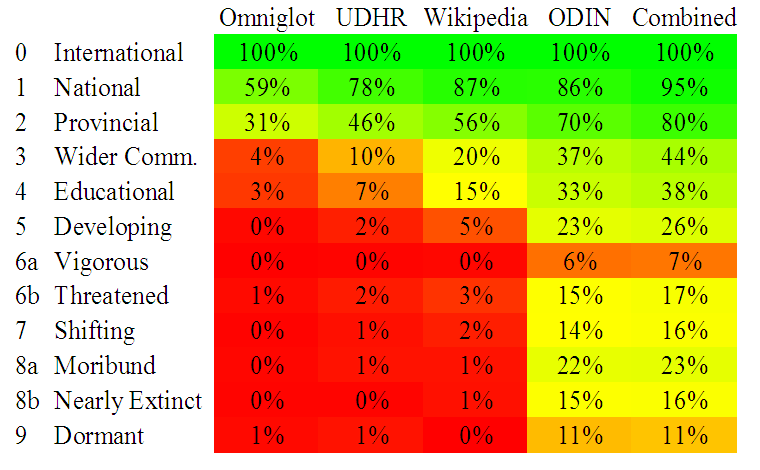 Omniglot UDHR Wikipedia ODIN Combined
0 International 100% 100% 100% 100% 100%
1 National 59% 78% 87% 86% 95%
2 Provincial 31% 46% 56% 70% 80%
3 Wider Comm. 4% 10% 20% 37% 44%
4 Educational 3% 7% 15% 33% 38%
5 Developing 0% 2% 5% 23% 26%
6a Vigorous 0% 0% 0% 6% 7%
6b Threatened 1% 2% 3% 15% 17%
7 Shifting 0% 1% 2% 14% 16%
8a Moribund 0% 1% 1% 22% 23%
8b Nearly Extinct 0% 0% 1% 15% 16%
9 Dormant 1% 1% 0% 11% 11%